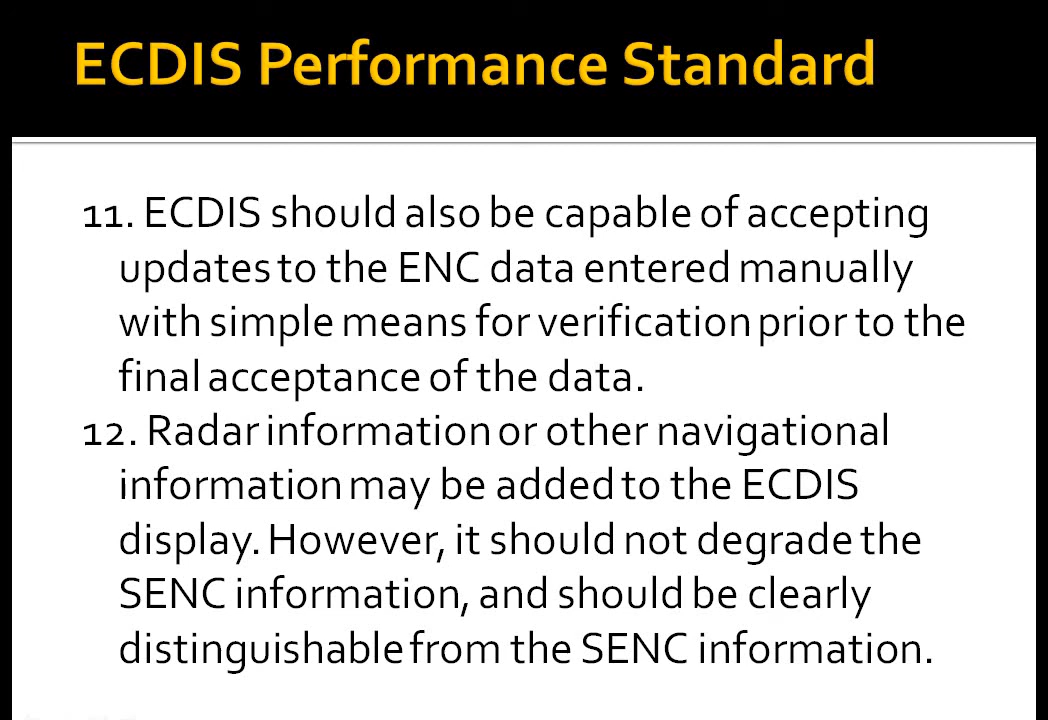 ECDIS Performance Standard
11. ECDIS should also be capable of accepting
updates to the ENC data entered manually
with simple means for verification prior to the
final acceptance of the data.
12. Radar information or other navigational
information may be added to the ECDIS
display. However, it should not degrade the
SENC information, and should be clearly
distinguishable from the SENC information.